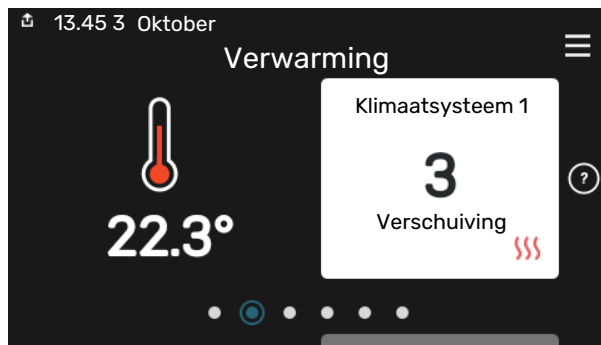 13.45 3 Oktober
Verwarming
Klimaatsysteem 1
3
Verschuiving
22.3°
?